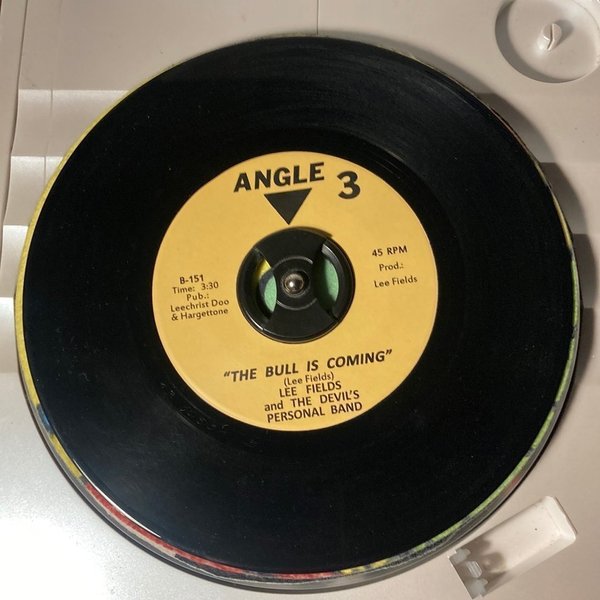 ANGLE 3
B-151
Time: 3:30
Pub.:
Leechrist Doo
& Hargettone
45 RPM
Prod.:
Lee Fields
"THE BULL IS COMING"
(Lee Fields)
LEE FIELDS
and THE DEVIL'S
PERSONAL BAND